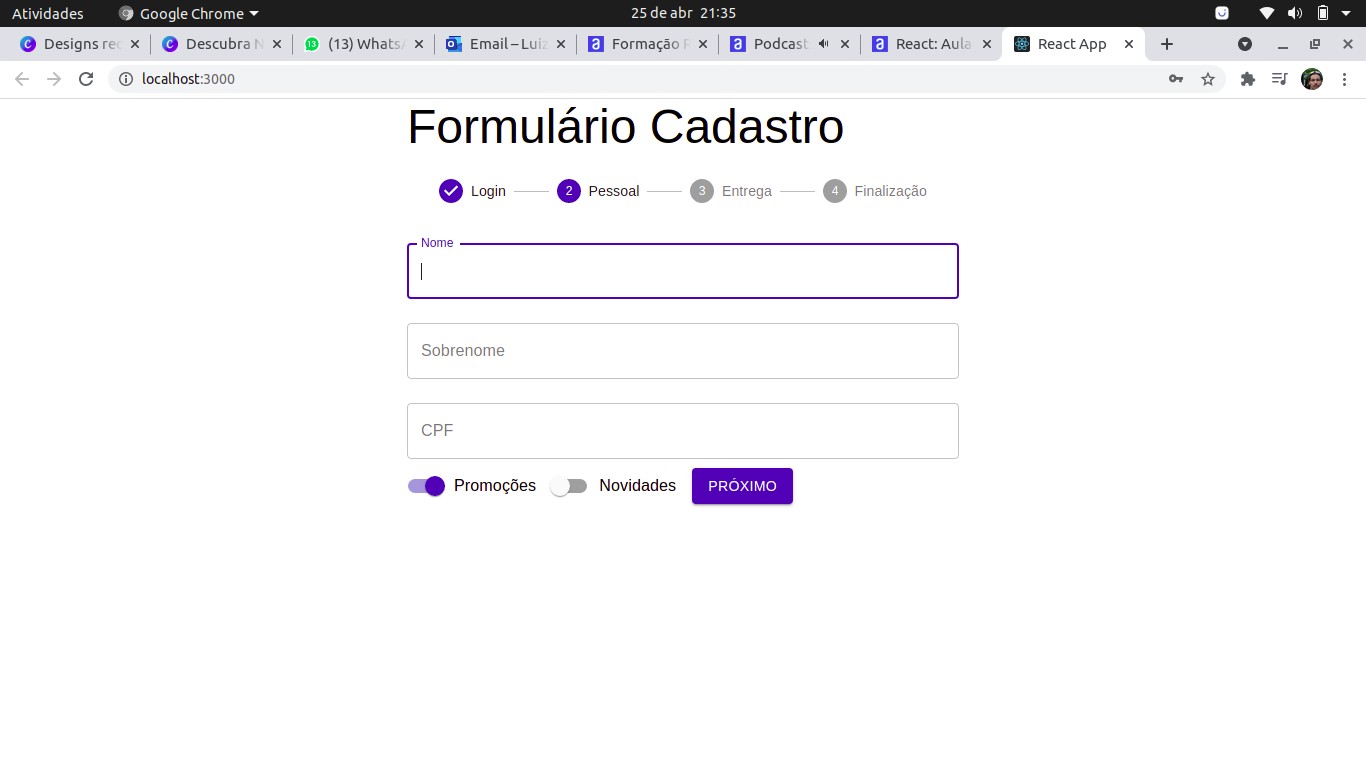 Atividades Google Chrome 25 de abr 21:35
Designs rec Descubra N (13) WhatsA Email – Luiz Formação R Podcast React: Aula React App
localhost:3000
Formulário Cadastro
Login 2 Pessoal 3 Entrega 4 Finalização
Nome
Sobrenome
CPF
Promoções Novidades PRÓXIMO